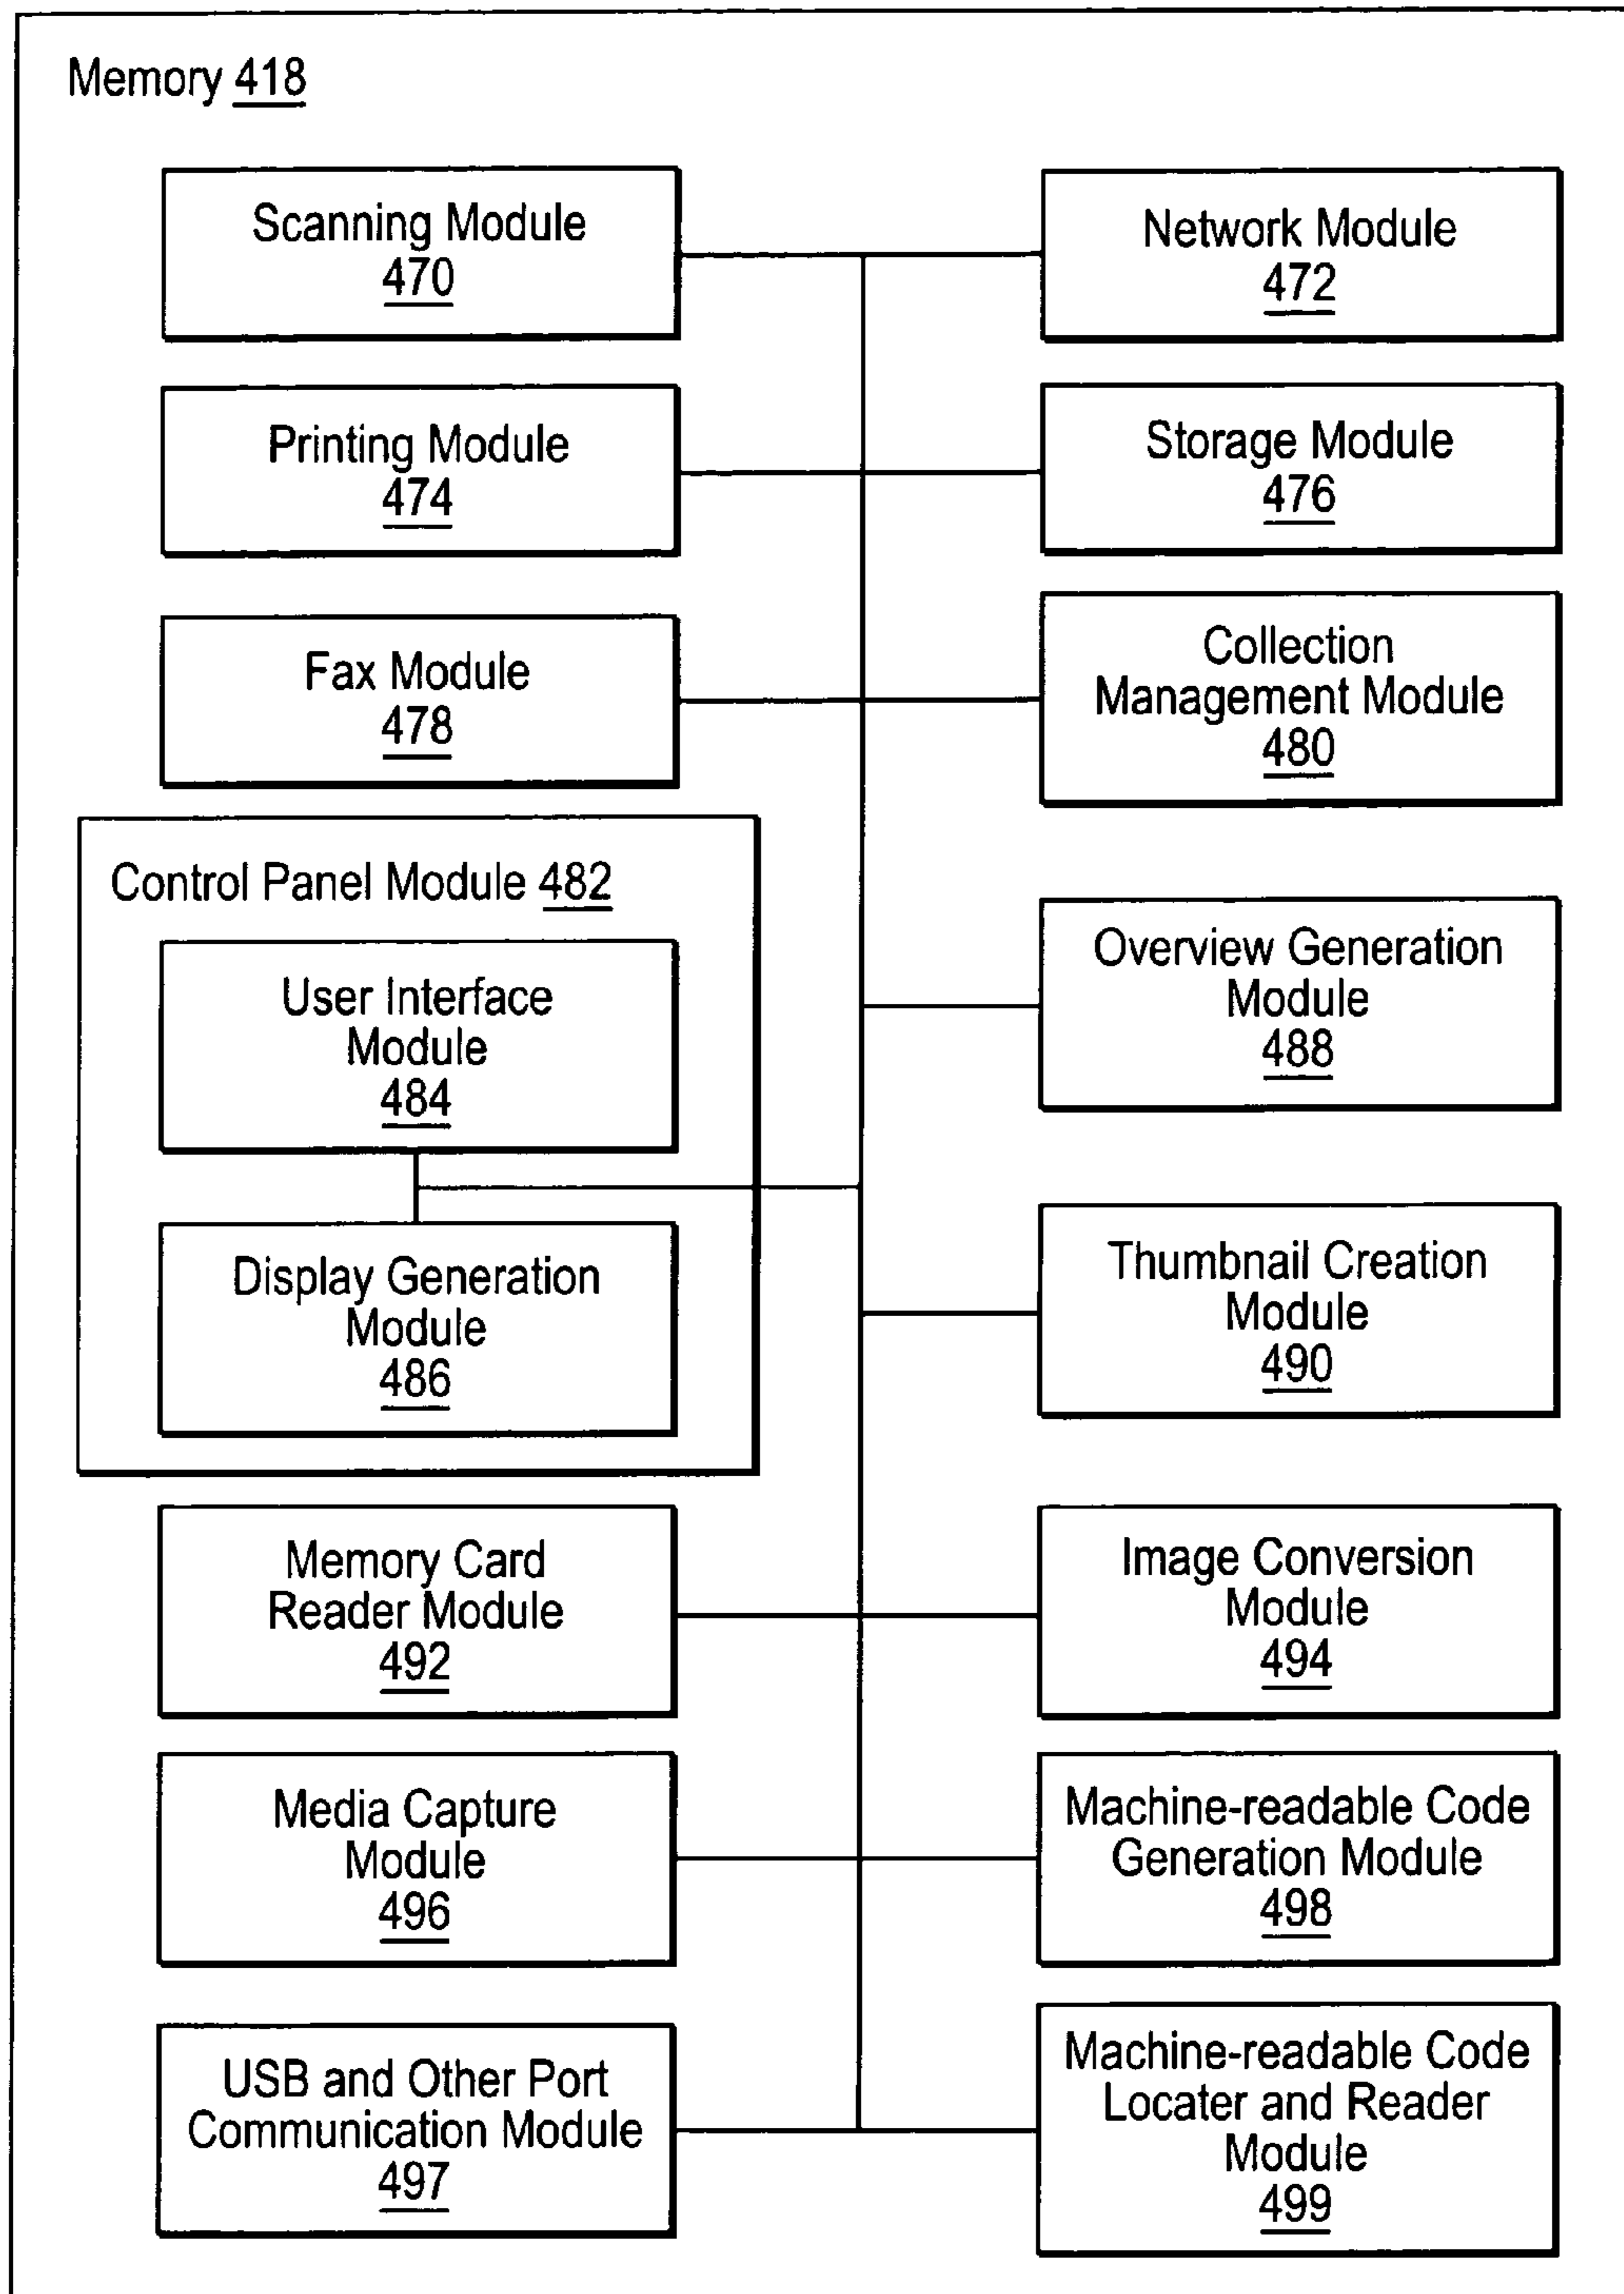 Memory 418
Scanning Module
470
Network Module
472
Printing Module
474
Storage Module
476
Fax Module
478
Collection
Management Module
480
Control Panel Module 482
User Interface
Module
484
Display Generation
Module
486
Overview Generation
Module
488
Thumbnail Creation
Module
490
Memory Card
Reader Module
492
Image Conversion
Module
494
Media Capture
Module
496
Machine-readable Code
Generation Module
498
USB and Other Port
Communication Module
497
Machine-readable Code
Locater and Reader
Module
499